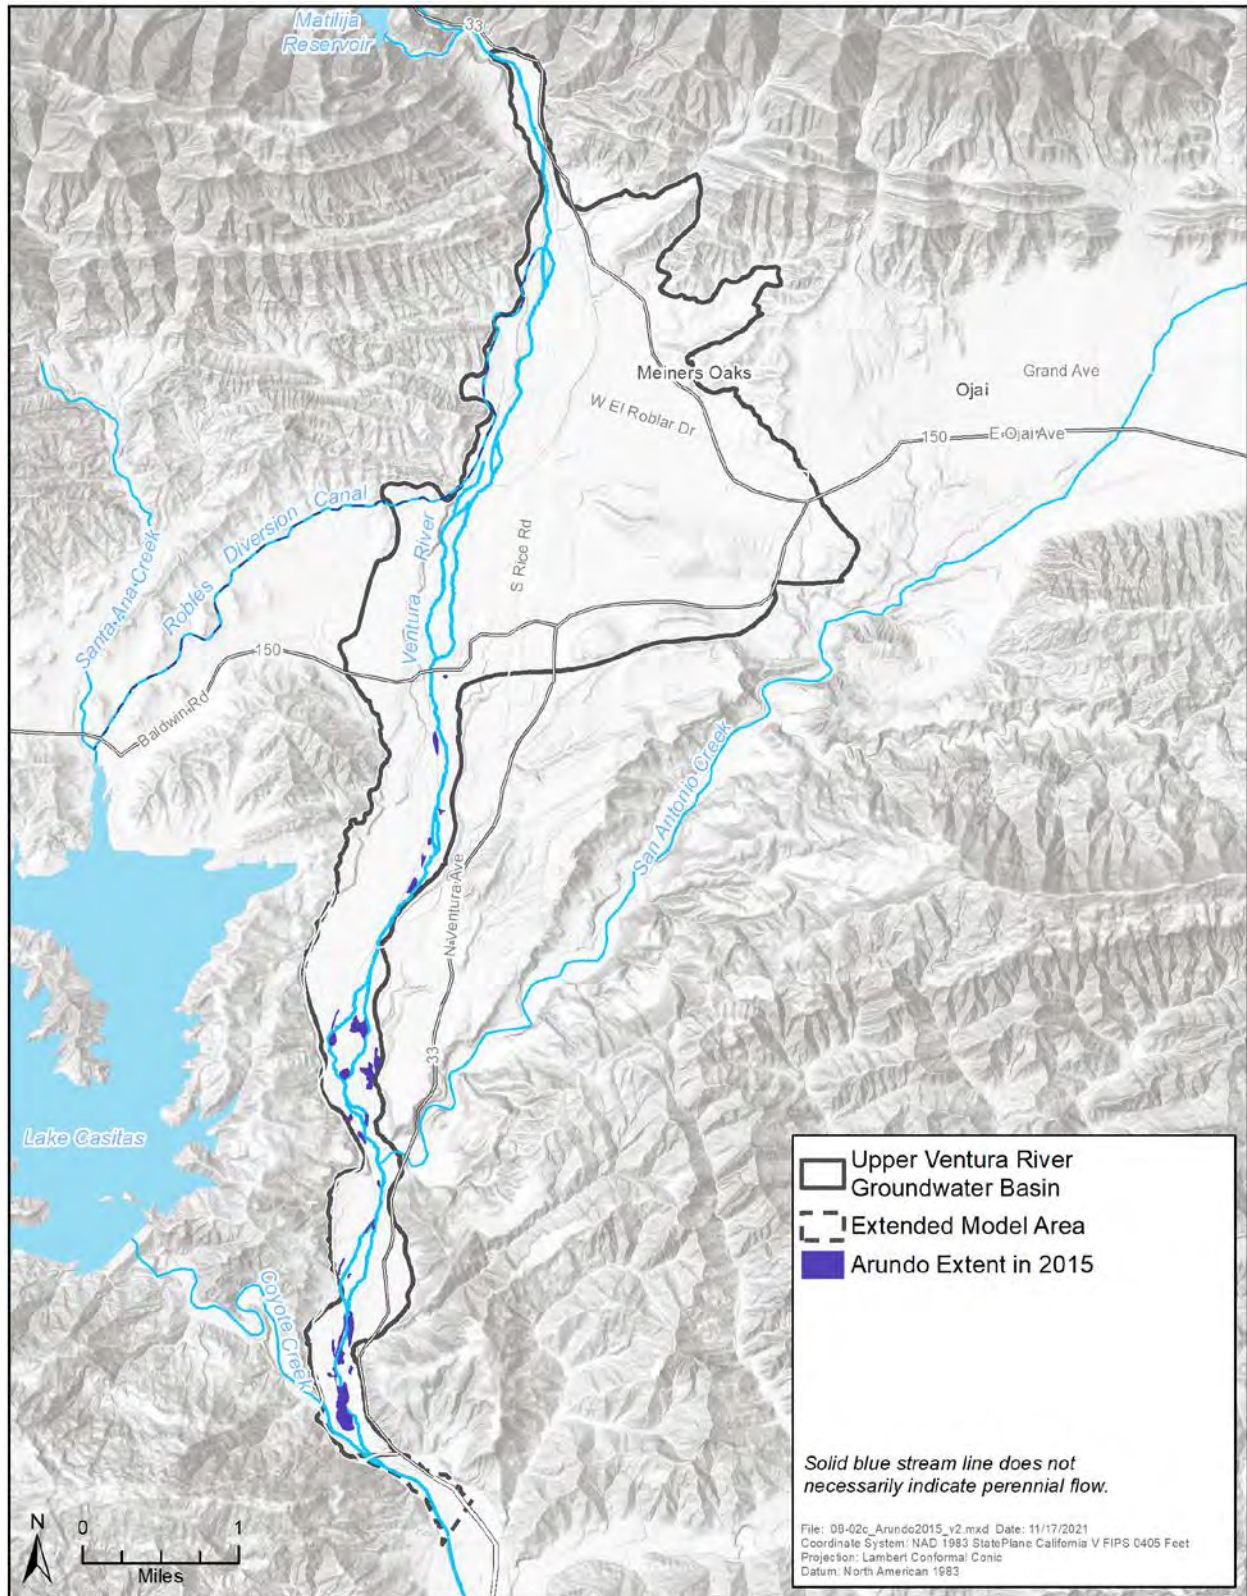 Matilija
Reservoir
33
Meiners Oaks
Ojai
Grand Ave
W El Roblar Dr
150
E Ojai Ave
Robles Diversion Canal
Ventura River
S Rice Rd
Santa Ana Creek
150
Baldwin Rd
San Antonio Creek
N Ventura Ave
33
Lake Casitas
Coyote Creek
Upper Ventura River
Groundwater Basin
Extended Model Area
Arundo Extent in 2015
Solid blue stream line does not
necessarily indicate perennial flow.
File: 08-02c_Arundo2015_v2.mxd Date: 11/17/2021
Coordinate System: NAD 1983 StatePlane California V FIPS 0405 Feet
Projection: Lambert Conformal Conic
Datum: North American 1983
N
0 1
Miles